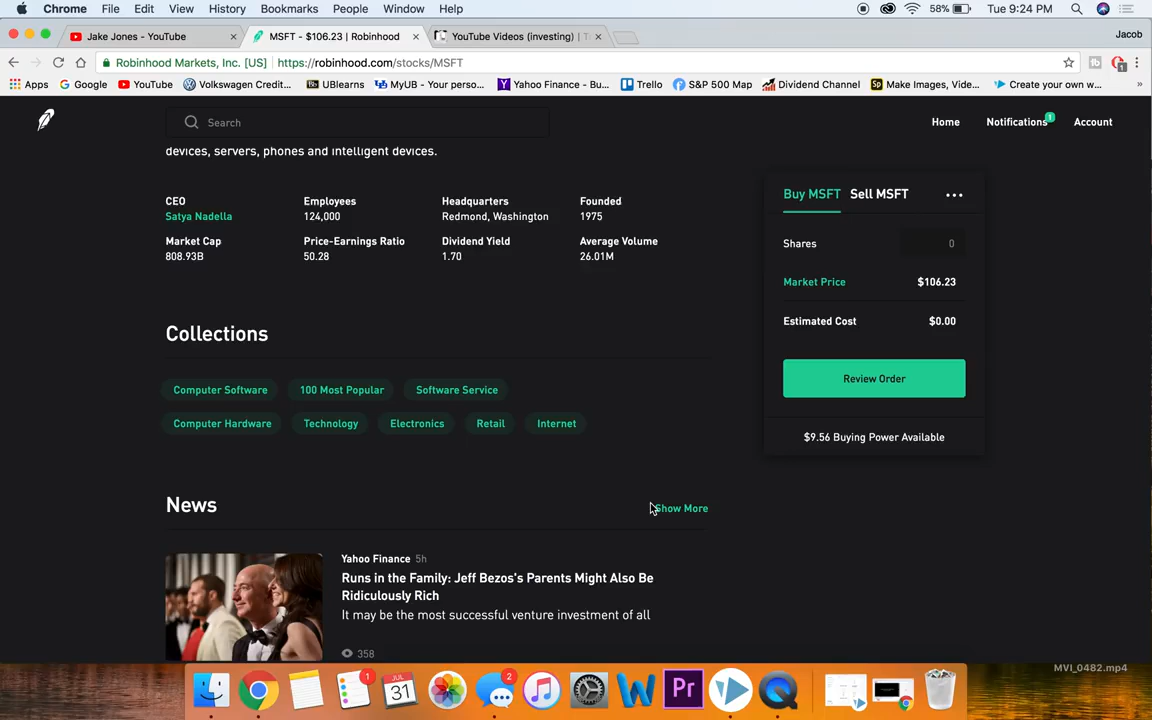 Chrome File Edit View History Bookmarks People Window Help 58% Tue 9:24 PM
Jake Jones - YouTube MSFT - $106.23 | Robinhood YouTube Videos (investing) | T Jacob
Robinhood Markets, Inc. [US] https://robinhood.com/stocks/MSFT
Apps Google YouTube Volkswagen Credit... UBlearns MyUB - Your perso... Yahoo Finance - Bu... Trello S&P 500 Map Dividend Channel Make Images, Vide... Create your own w... »
Search Home Notifications 1 Account
devices, servers, phones and intelligent devices.
CEO Employees Headquarters Founded
Satya Nadella 124,000 Redmond, Washington 1975
Market Cap Price-Earnings Ratio Dividend Yield Average Volume
808.93B 50.28 1.70 26.01M
Buy MSFT Sell MSFT
Shares 0
Market Price $106.23
Estimated Cost $0.00
Review Order
$9.56 Buying Power Available
Collections
Computer Software 100 Most Popular Software Service
Computer Hardware Technology Electronics Retail Internet
News Show More
Yahoo Finance 5h
Runs in the Family: Jeff Bezos's Parents Might Also Be
Ridiculously Rich
It may be the most successful venture investment of all
358
MVI_0482.mp4
1 JUL 31 2 W Pr